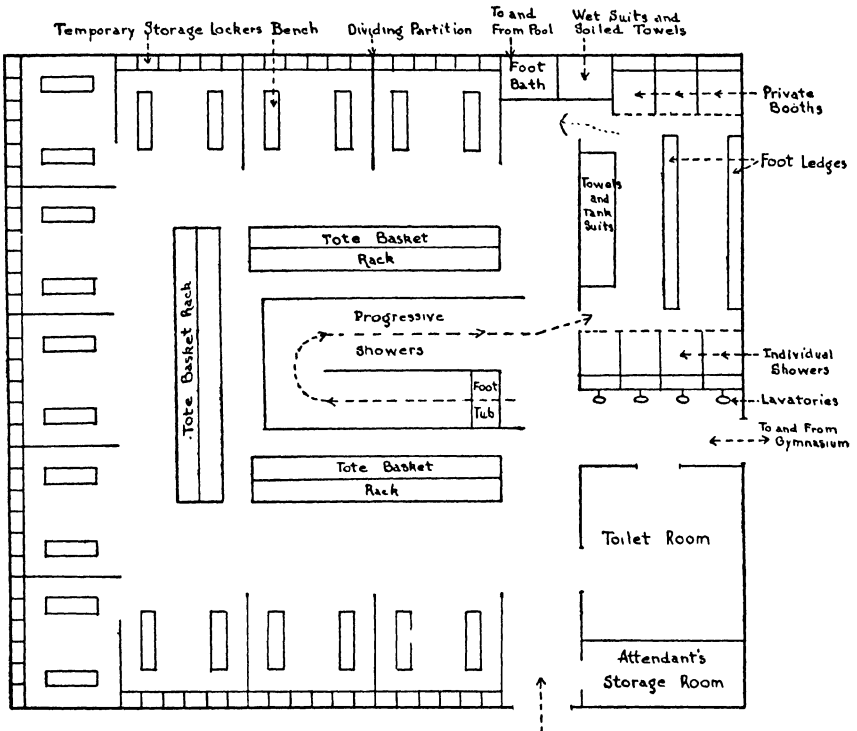 Temporary Storage Lockers
Bench
Dividing Partition
To and
From Pool
Wet Suits and
Soiled Towels
Foot
Bath
Private
Booths
Foot Ledges
Towels
and
Tank
Suits
Tote Basket
Rack
Tote Basket Rack
Progressive
Showers
Foot
Tub
Individual
Showers
Lavatories
To and From
Gymnasium
Tote Basket
Rack
Toilet Room
Attendant's
Storage Room